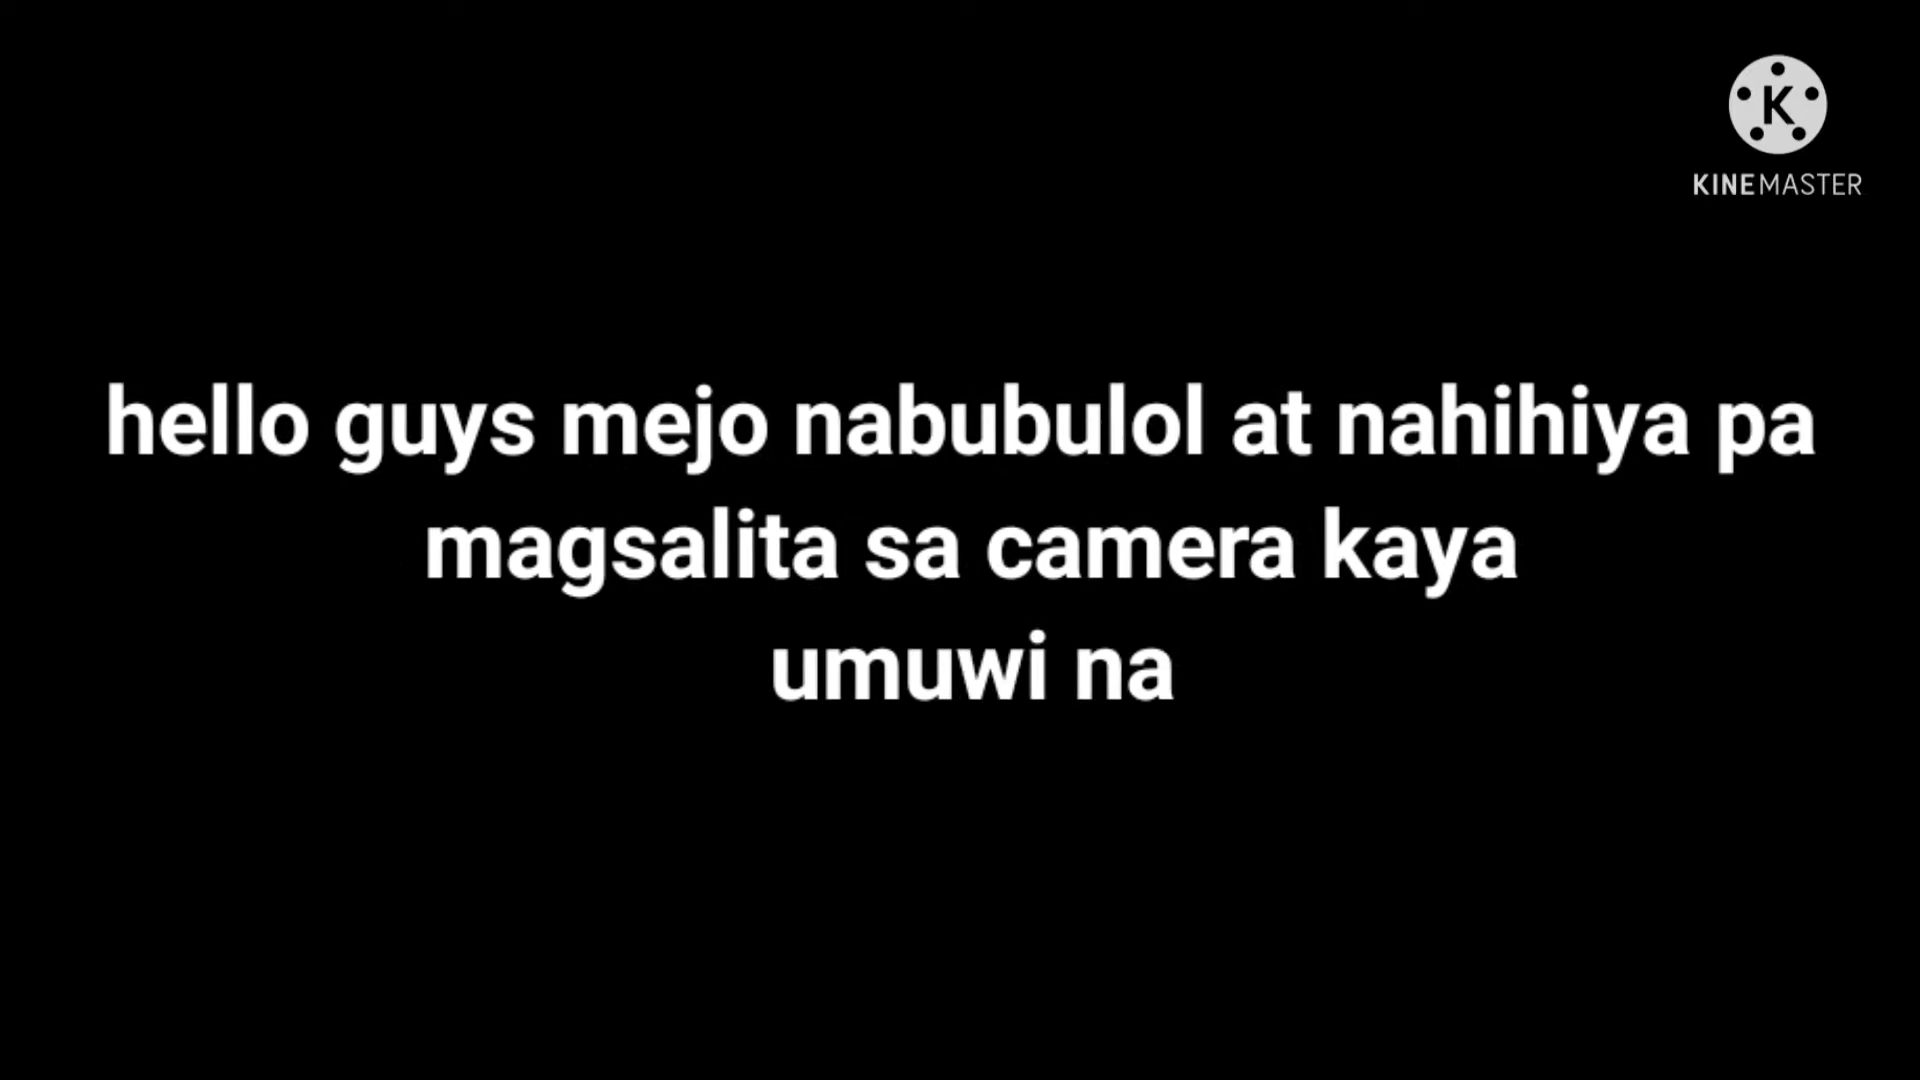 K
KINEMASTER
hello guys mejo nabubulol at nahihiya pa
magsalita sa camera kaya
umuwi na